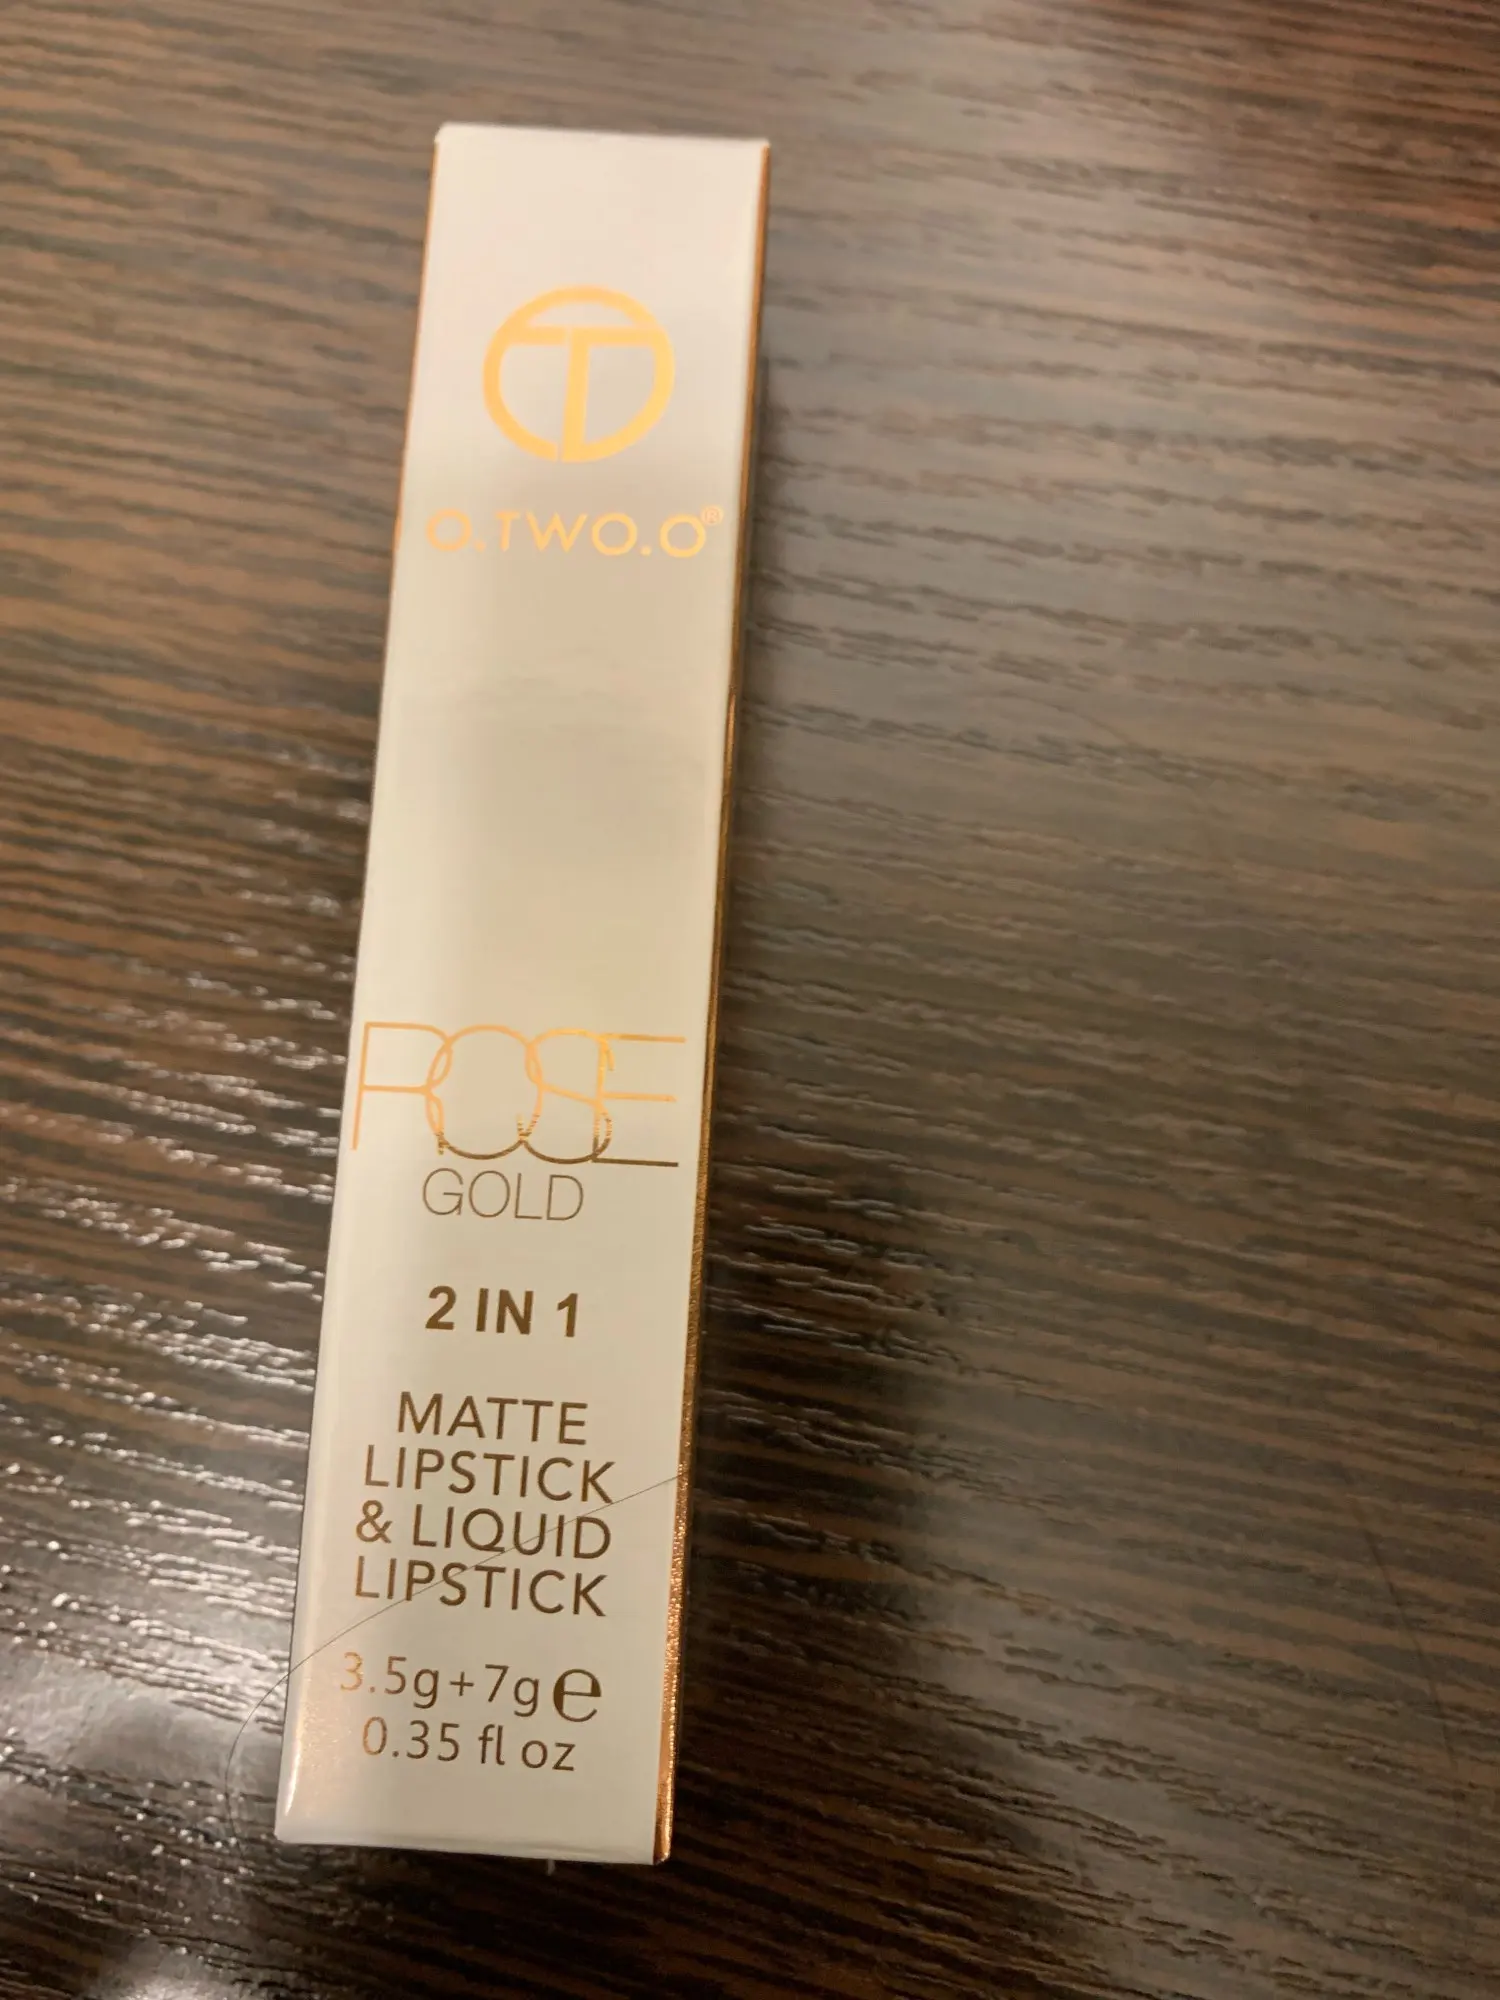 O.TWO.O®
ROSE
GOLD
2 IN 1
MATTE
LIPSTICK
& LIQUID
LIPSTICK
3.5g+7g℮
0.35 fl oz